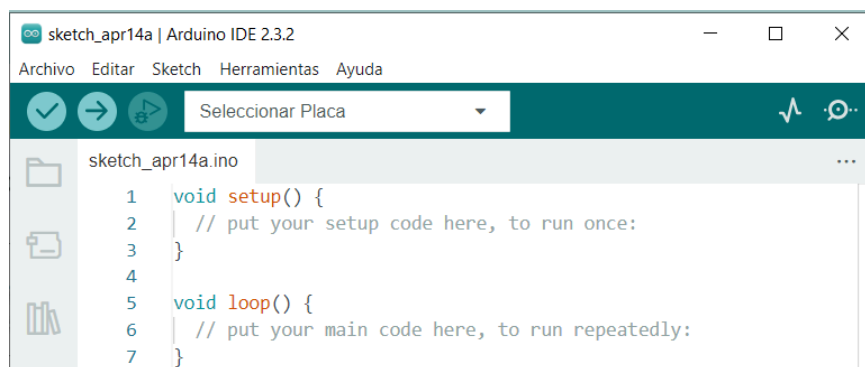 sketch_apr14a | Arduino IDE 2.3.2
Archivo Editar Sketch Herramientas Ayuda
Seleccionar Placa
sketch_apr14a.ino
1 void setup() {
2 // put your setup code here, to run once:
3 }
4
5 void loop() {
6 // put your main code here, to run repeatedly:
7 }